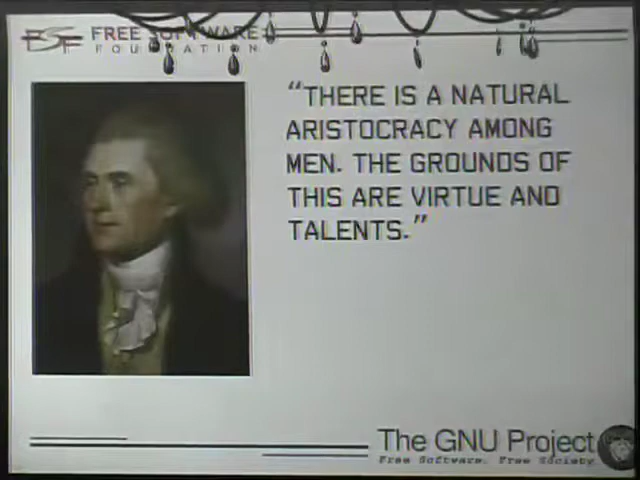 FSF FREE SOFTWARE
FOUNDATION
"THERE IS A NATURAL
ARISTOCRACY AMONG
MEN. THE GROUNDS OF
THIS ARE VIRTUE AND
TALENTS."
The GNU Project
Free Software, Free Society